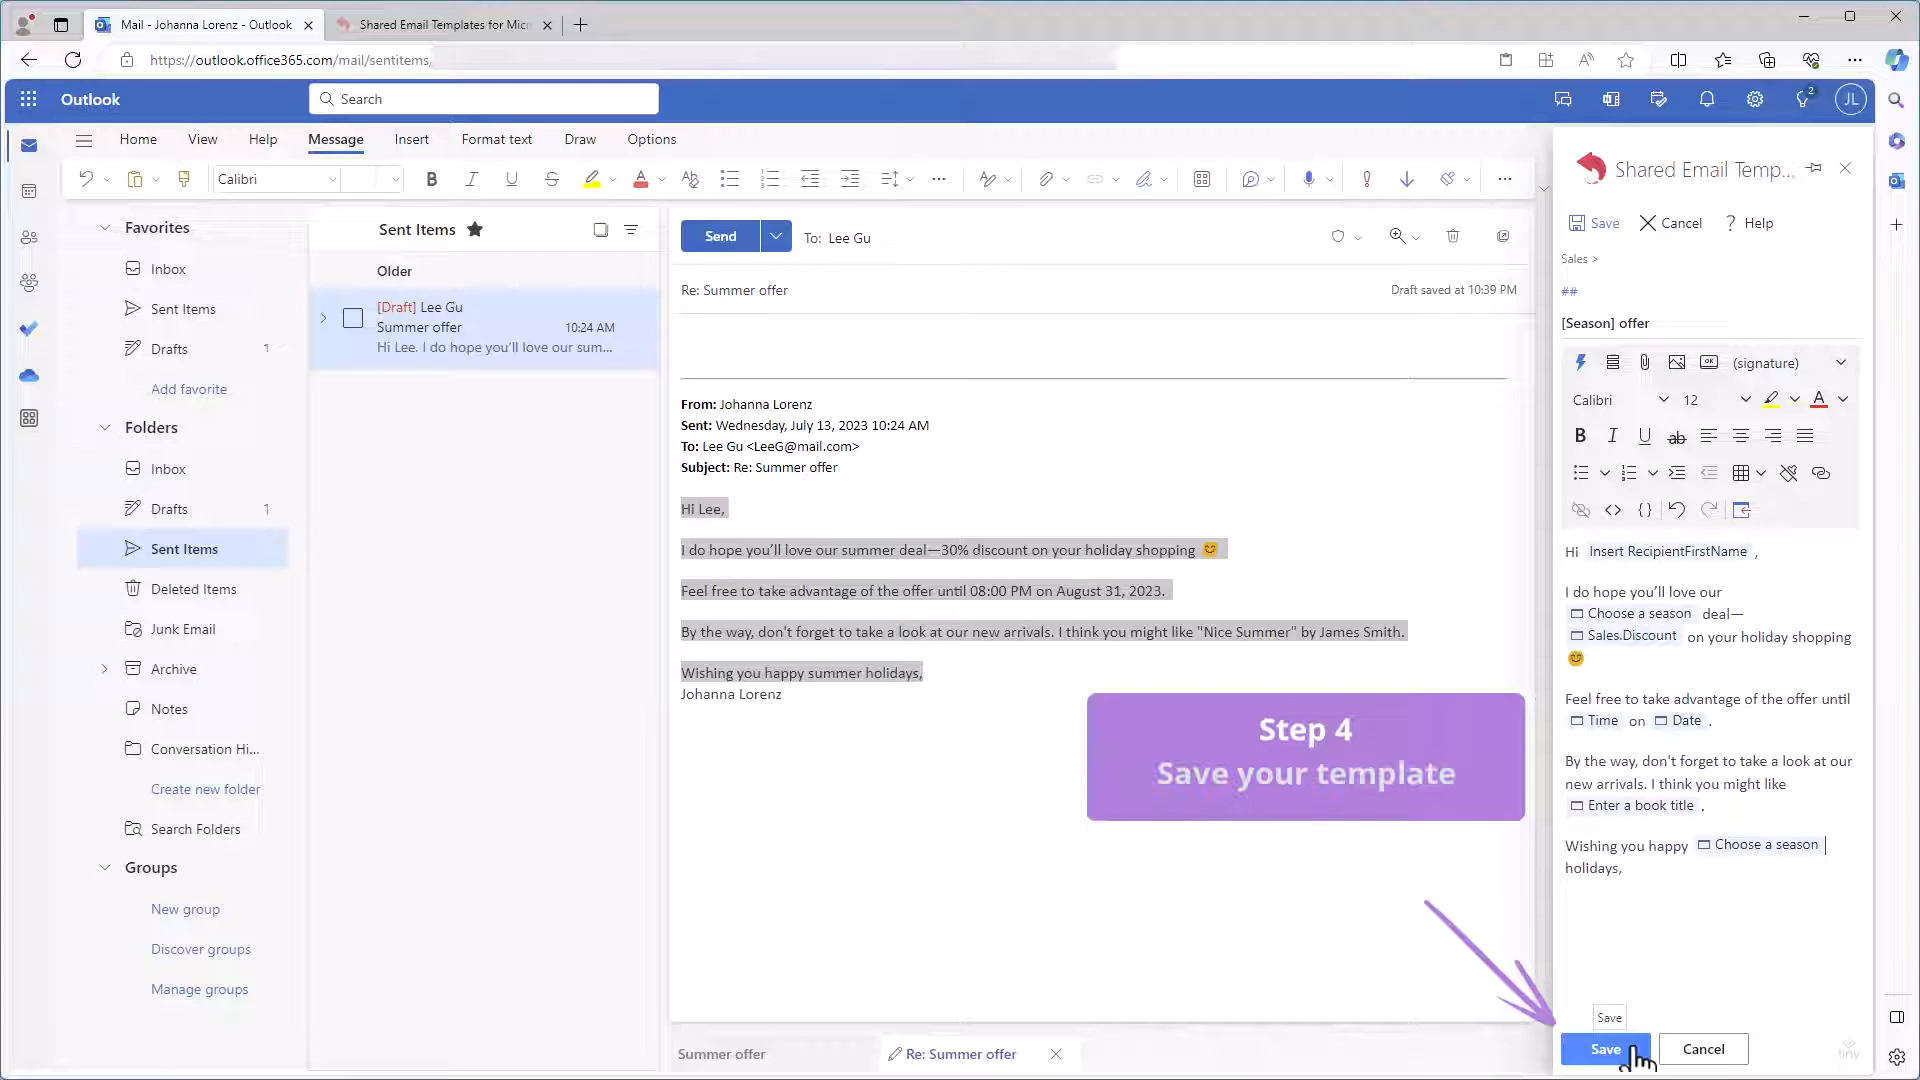 Mail - Johanna Lorenz - Outlook
Shared Email Templates for Micr
https://outlook.office365.com/mail/sentitems/
Outlook
Search
2
JL
Home View Help Message Insert Format text Draw Options
Calibri
Favorites
Inbox
Sent Items
Drafts 1
Add favorite
Folders
Inbox
Drafts 1
Sent Items
Deleted Items
Junk Email
Archive
Notes
Conversation Hi...
Create new folder
Search Folders
Groups
New group
Discover groups
Manage groups
Sent Items
Older
[Draft] Lee Gu
Summer offer 10:24 AM
Hi Lee. I do hope you’ll love our sum...
Send To: Lee Gu
Re: Summer offer Draft saved at 10:39 PM
From: Johanna Lorenz
Sent: Wednesday, July 13, 2023 10:24 AM
To: Lee Gu <LeeG@mail.com>
Subject: Re: Summer offer
Hi Lee,
I do hope you’ll love our summer deal—30% discount on your holiday shopping 😊
Feel free to take advantage of the offer until 08:00 PM on August 31, 2023.
By the way, don't forget to take a look at our new arrivals. I think you might like "Nice Summer" by James Smith.
Wishing you happy summer holidays,
Johanna Lorenz
Step 4
Save your template
Summer offer
Re: Summer offer
Shared Email Temp...
Save Cancel ? Help
Sales >
##
[Season] offer
OK (signature)
Calibri 12 A
B I U ab
Hi Insert RecipientFirstName ,
I do hope you’ll love our
Choose a season deal—
Sales.Discount on your holiday shopping
😊
Feel free to take advantage of the offer until
Time on Date .
By the way, don't forget to take a look at our
new arrivals. I think you might like
Enter a book title .
Wishing you happy Choose a season
holidays,
Save
Save Cancel
tiny